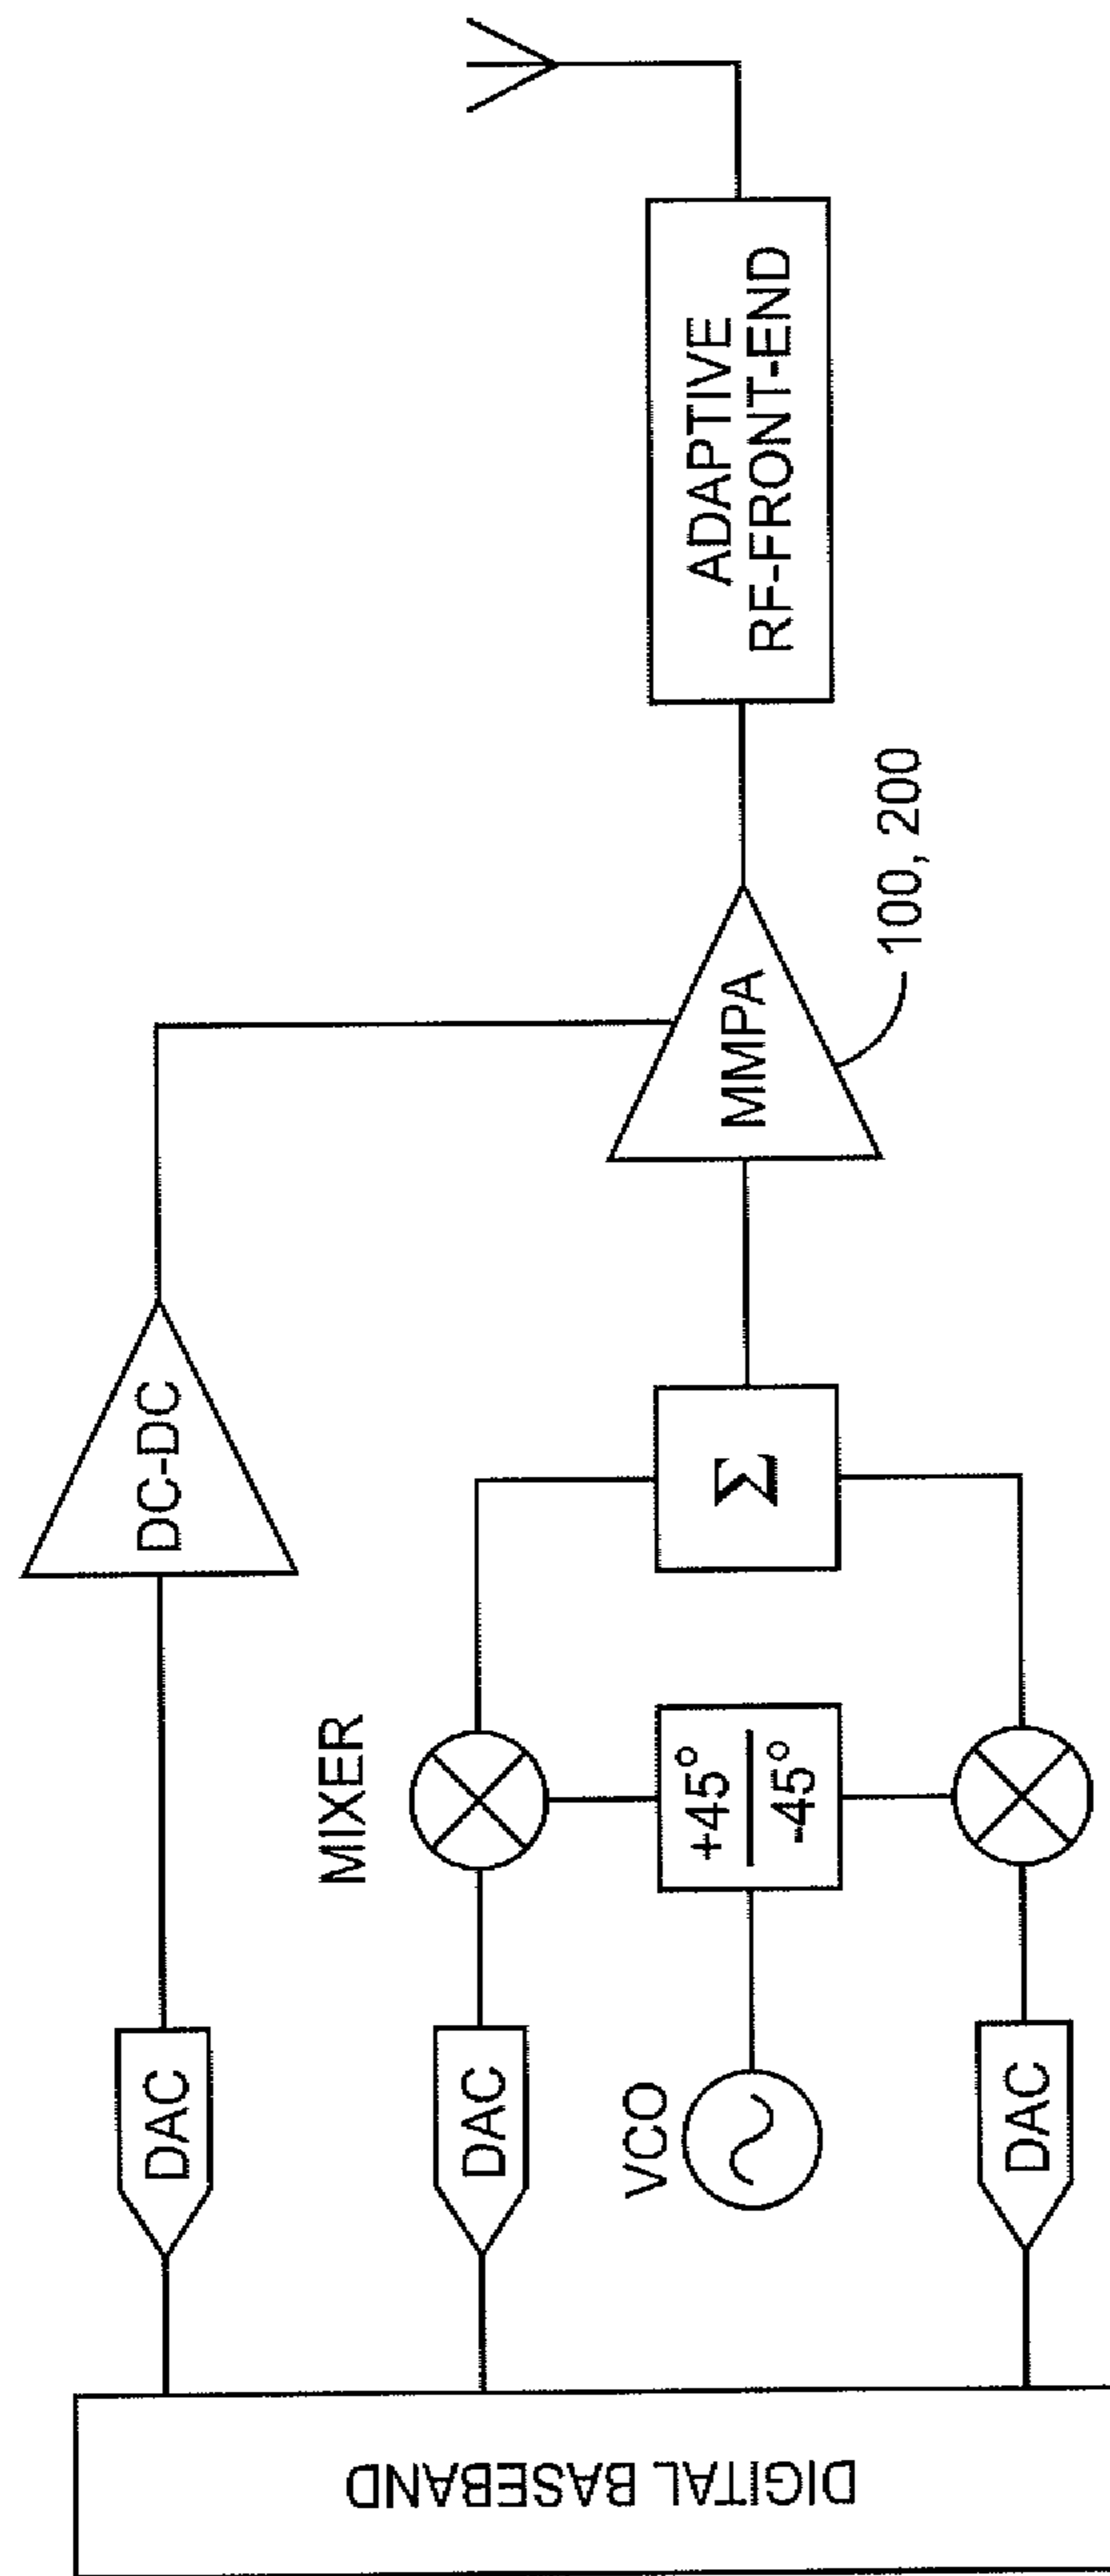 DIGITAL BASEBAND
DAC
DC-DC
DAC
MIXER
VCO
+45°
-45°
DAC
Σ
MMPA
100, 200
ADAPTIVE
RF-FRONT-END